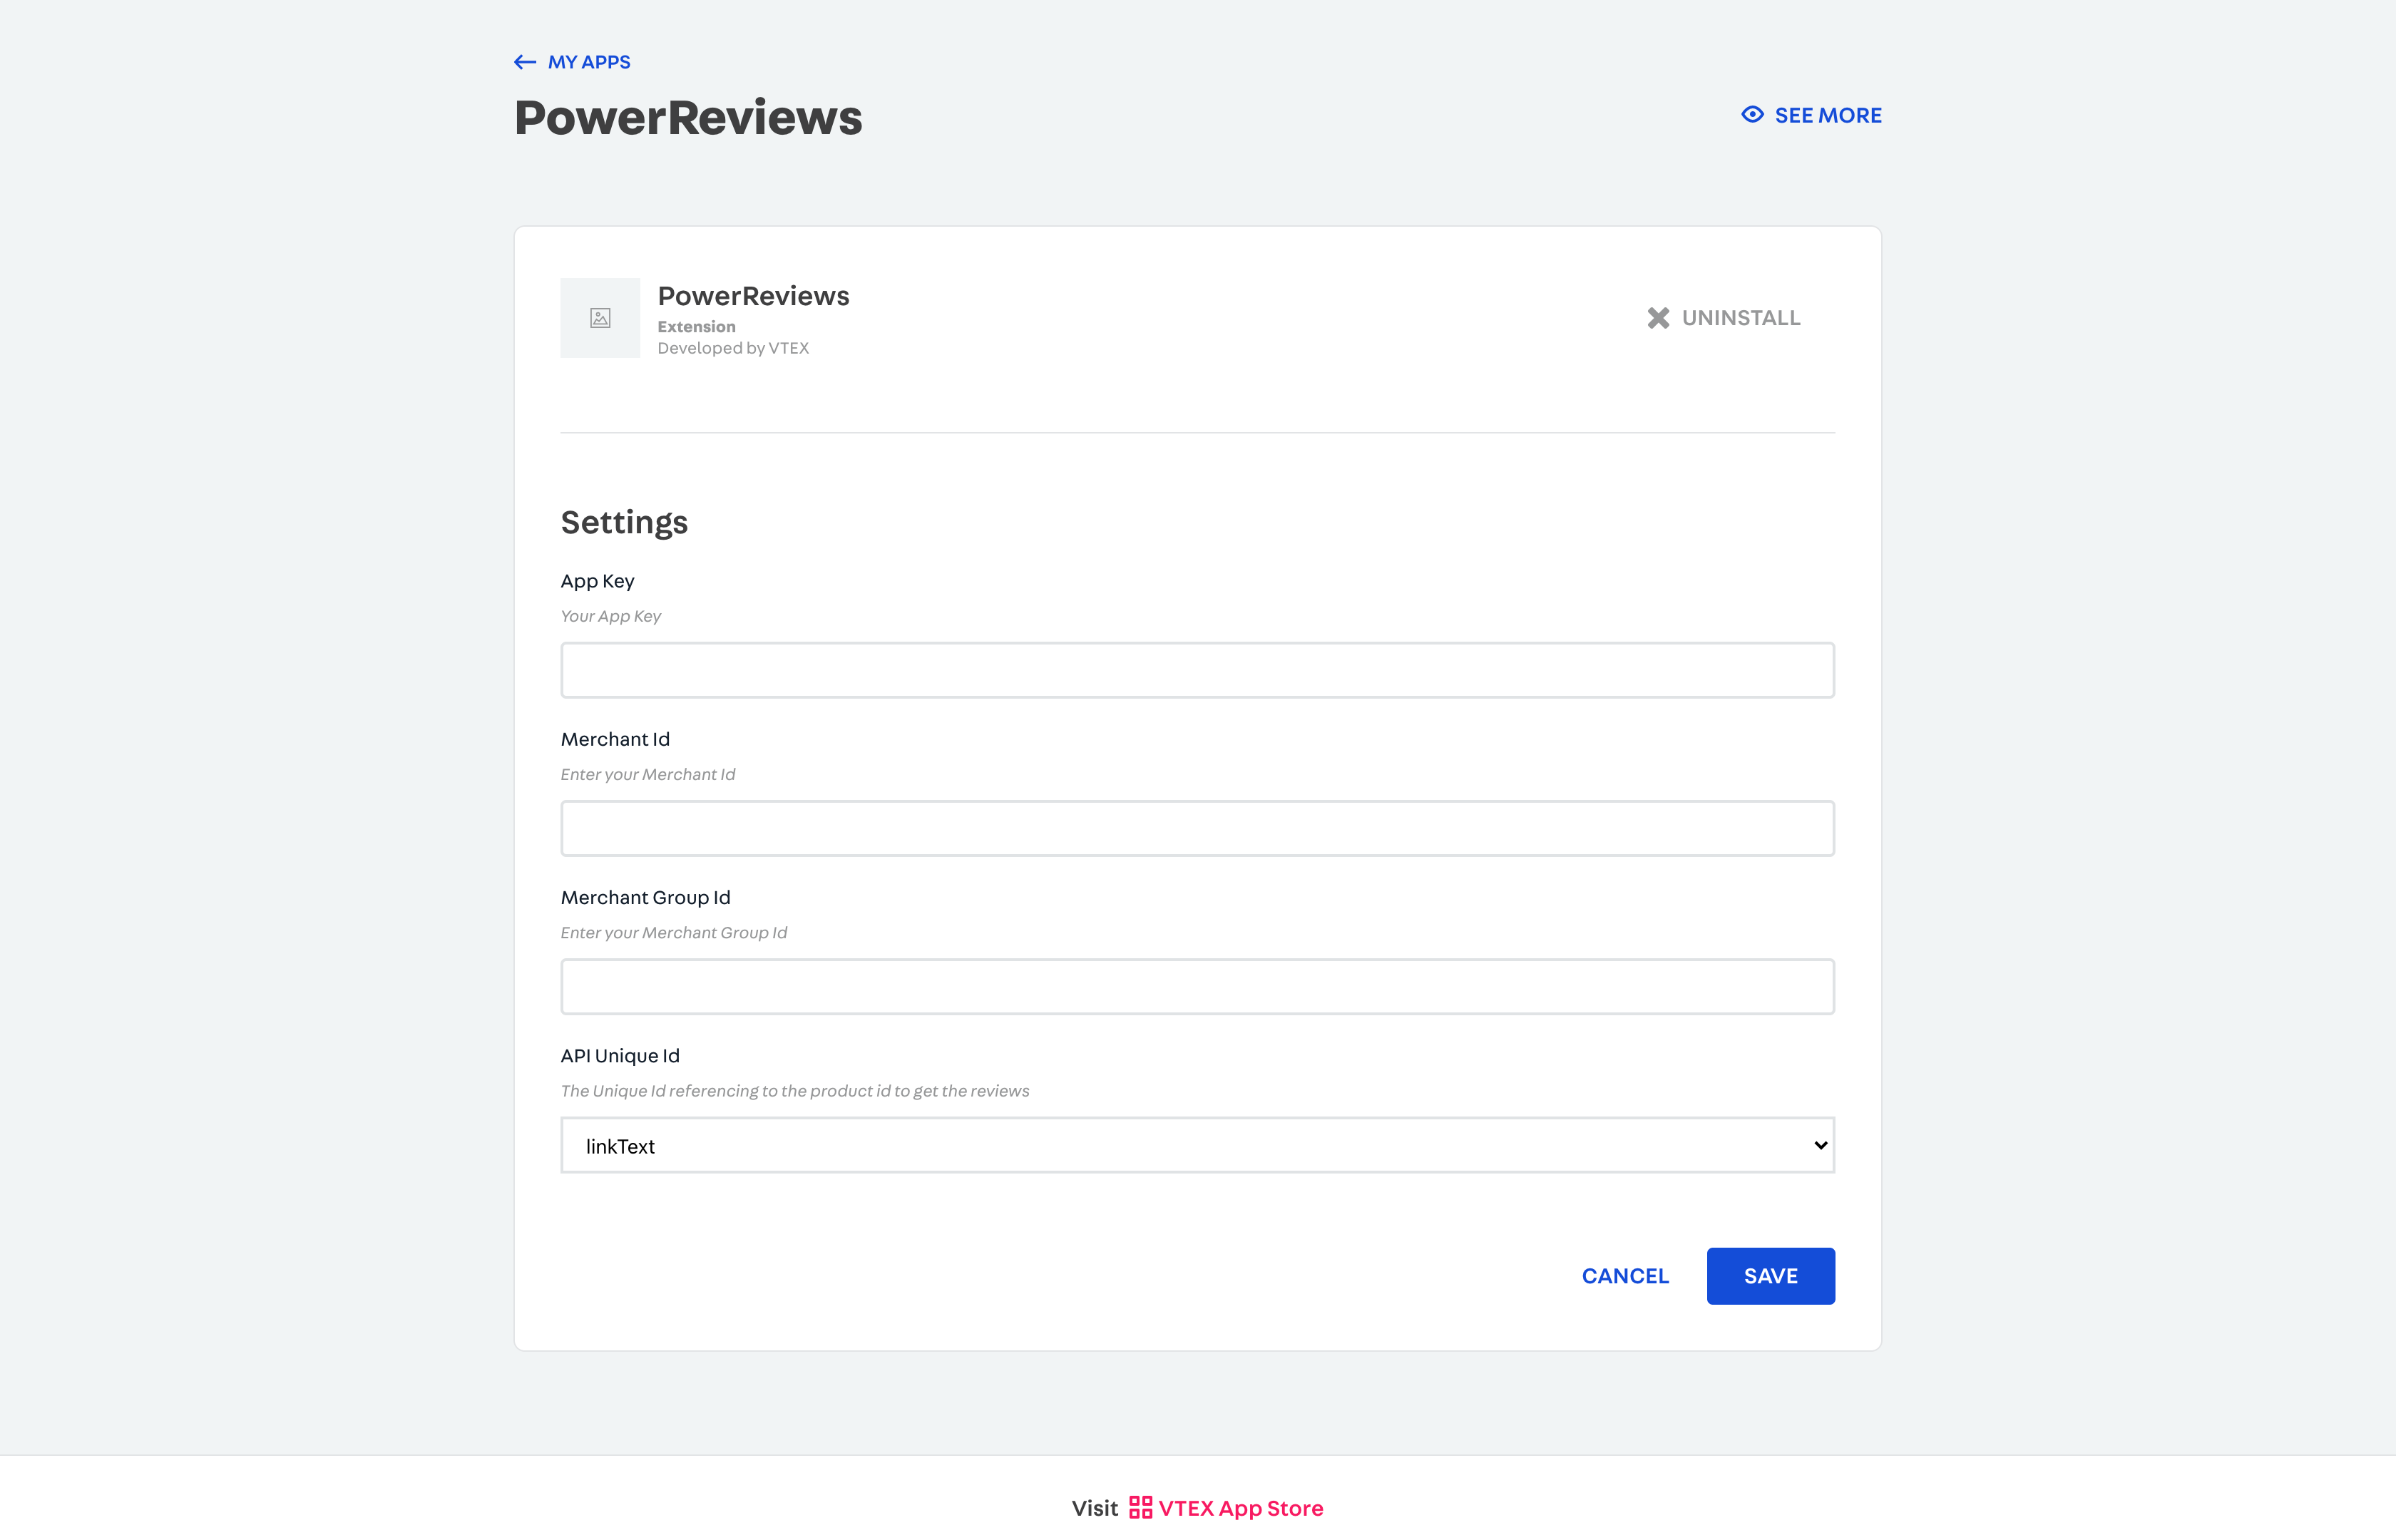 MY APPS
PowerReviews
SEE MORE
PowerReviews
Extension
Developed by VTEX
UNINSTALL
Settings
App Key
Your App Key
Merchant Id
Enter your Merchant Id
Merchant Group Id
Enter your Merchant Group Id
API Unique Id
The Unique Id referencing to the product id to get the reviews
linkText
CANCEL
SAVE
Visit VTEX App Store